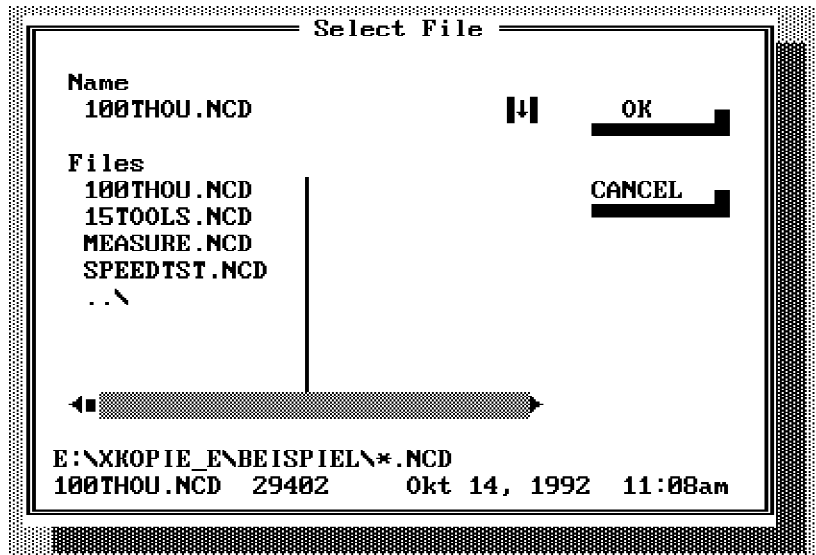 Select File
Name
100THOU.NCD
OK
Files
100THOU.NCD
CANCEL
15TOOLS.NCD
MEASURE.NCD
SPEEDTST.NCD
..\
E:\XKOPIE_E\BEISPIEL\*.NCD
100THOU.NCD 29402 Okt 14, 1992 11:08am